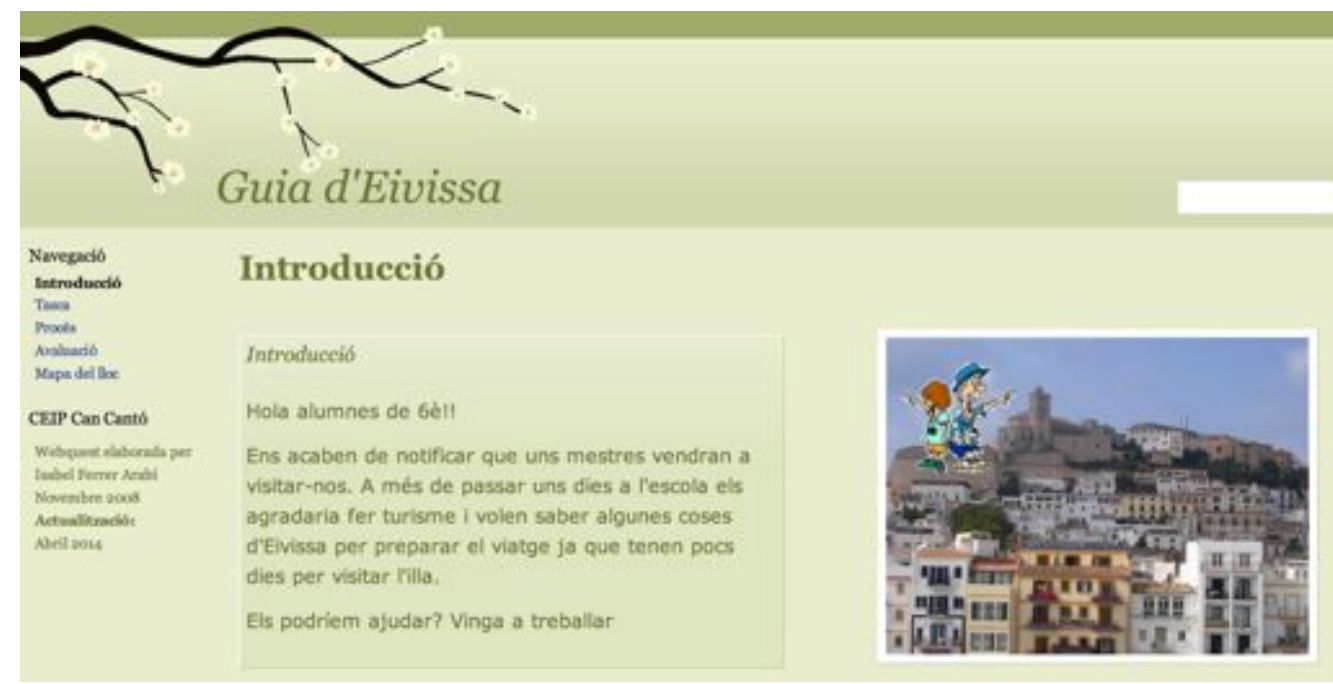 Guia d'Eivissa
Navegació
Introducció
Tasca
Procés
Avaluació
Mapa del lloc
CEIP Can Cantó
Webquest elaborada per
Isabel Ferrer Arabí
Novembre 2008
Actualització:
Abril 2014
Introducció
Introducció
Hola alumnes de 6è!!
Ens acaben de notificar que uns mestres vendran a
visitar-nos. A més de passar uns dies a l'escola els
agradaria fer turisme i volen saber algunes coses
d'Eivissa per preparar el viatge ja que tenen pocs
dies per visitar l'illa.
Els podríem ajudar? Vinga a treballar